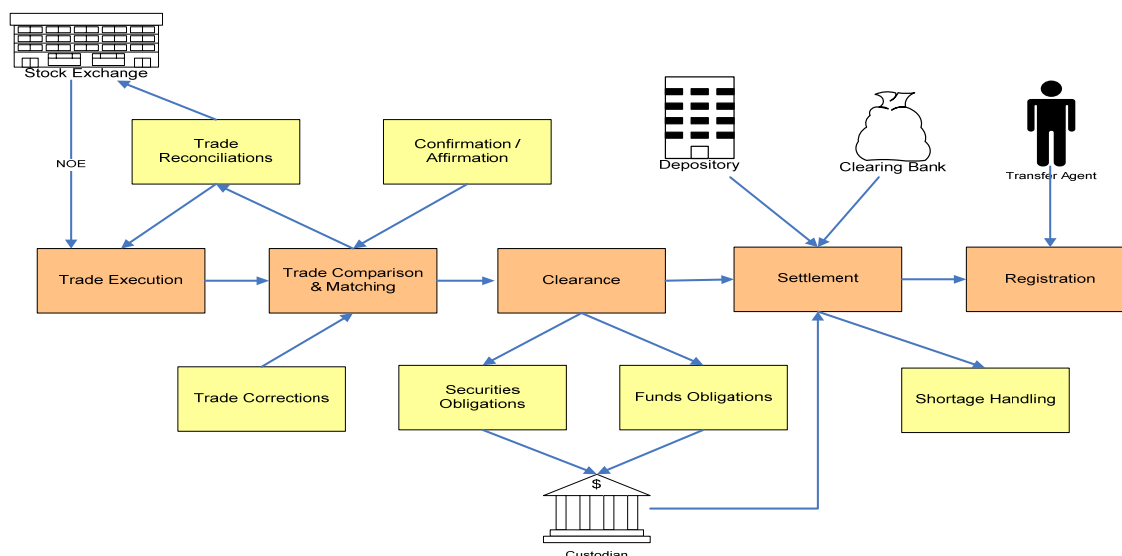 Stock Exchange
NOE
Trade
Reconciliations
Confirmation /
Affirmation
Depository
Clearing Bank
Transfer Agent
Trade Execution
Trade Comparison
& Matching
Clearance
Settlement
Registration
Trade Corrections
Securities
Obligations
Funds Obligations
Shortage Handling
$
Custodian